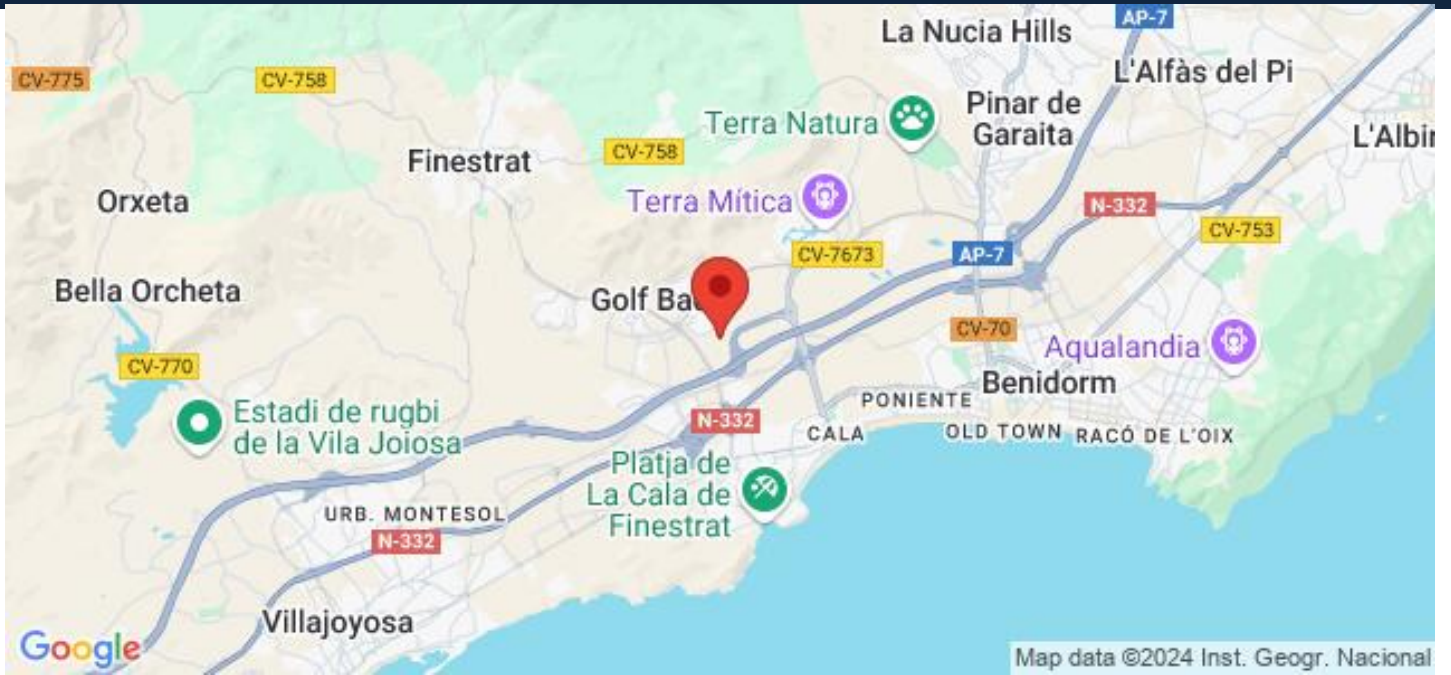 AP-7
La Nucia Hills
L'Alfàs del Pi
CV-775
CV-758
Pinar de
Garaita
Terra Natura
L'Albir
Finestrat
CV-758
Orxeta
Terra Mítica
N-332
CV-753
CV-7673
AP-7
Bella Orcheta
Golf Ba
CV-70
Aqualandia
CV-770
Benidorm
PONIENTE
Estadi de rugbi
de la Vila Joiosa
N-332
CALA
OLD TOWN
RACÓ DE L'OIX
Platja de
La Cala de
Finestrat
URB. MONTESOL
N-332
Villajoyosa
Google
Map data ©2024 Inst. Geogr. Nacional